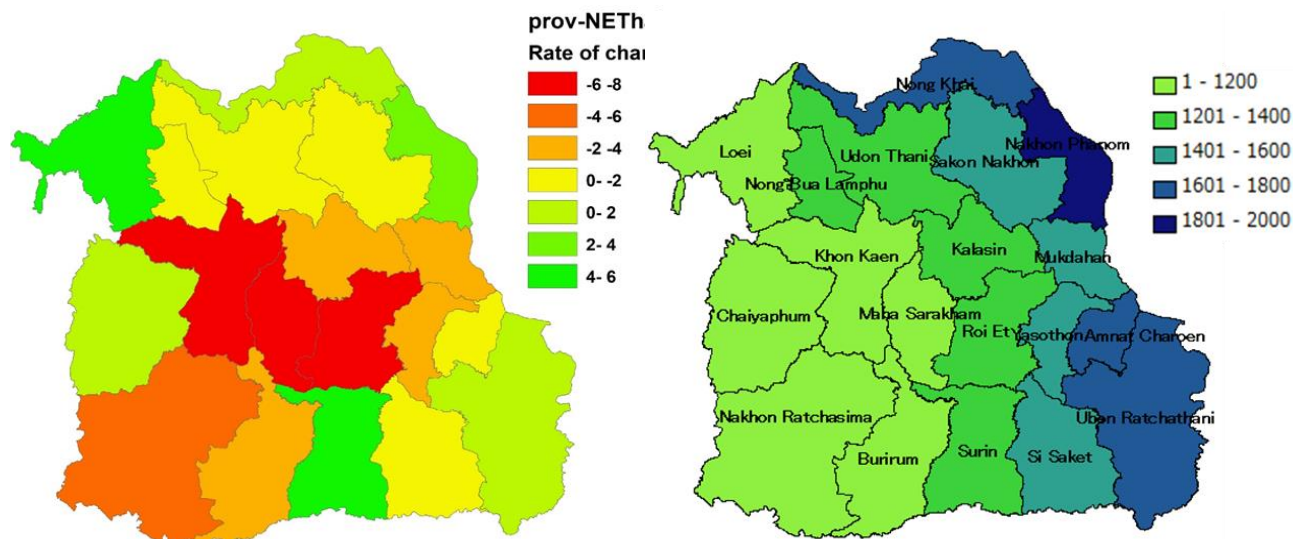 prov-NETh
Rate of chan
-6 -8
-4 -6
-2 -4
0- -2
0- 2
2- 4
4- 6
Nong Khai
Loei
Udon Thani
Nakhon Phanom
Sakon Nakhon
Nong Bua Lamphu
Khon Kaen
Kalasin
Mukdahan
Chaiyaphum
Maha Sarakham
Roi Et
Yasothon
Amnat Charoen
Nakhon Ratchasima
Ubon Ratchathani
Burirum
Surin
Si Saket
1 - 1200
1201 - 1400
1401 - 1600
1601 - 1800
1801 - 2000